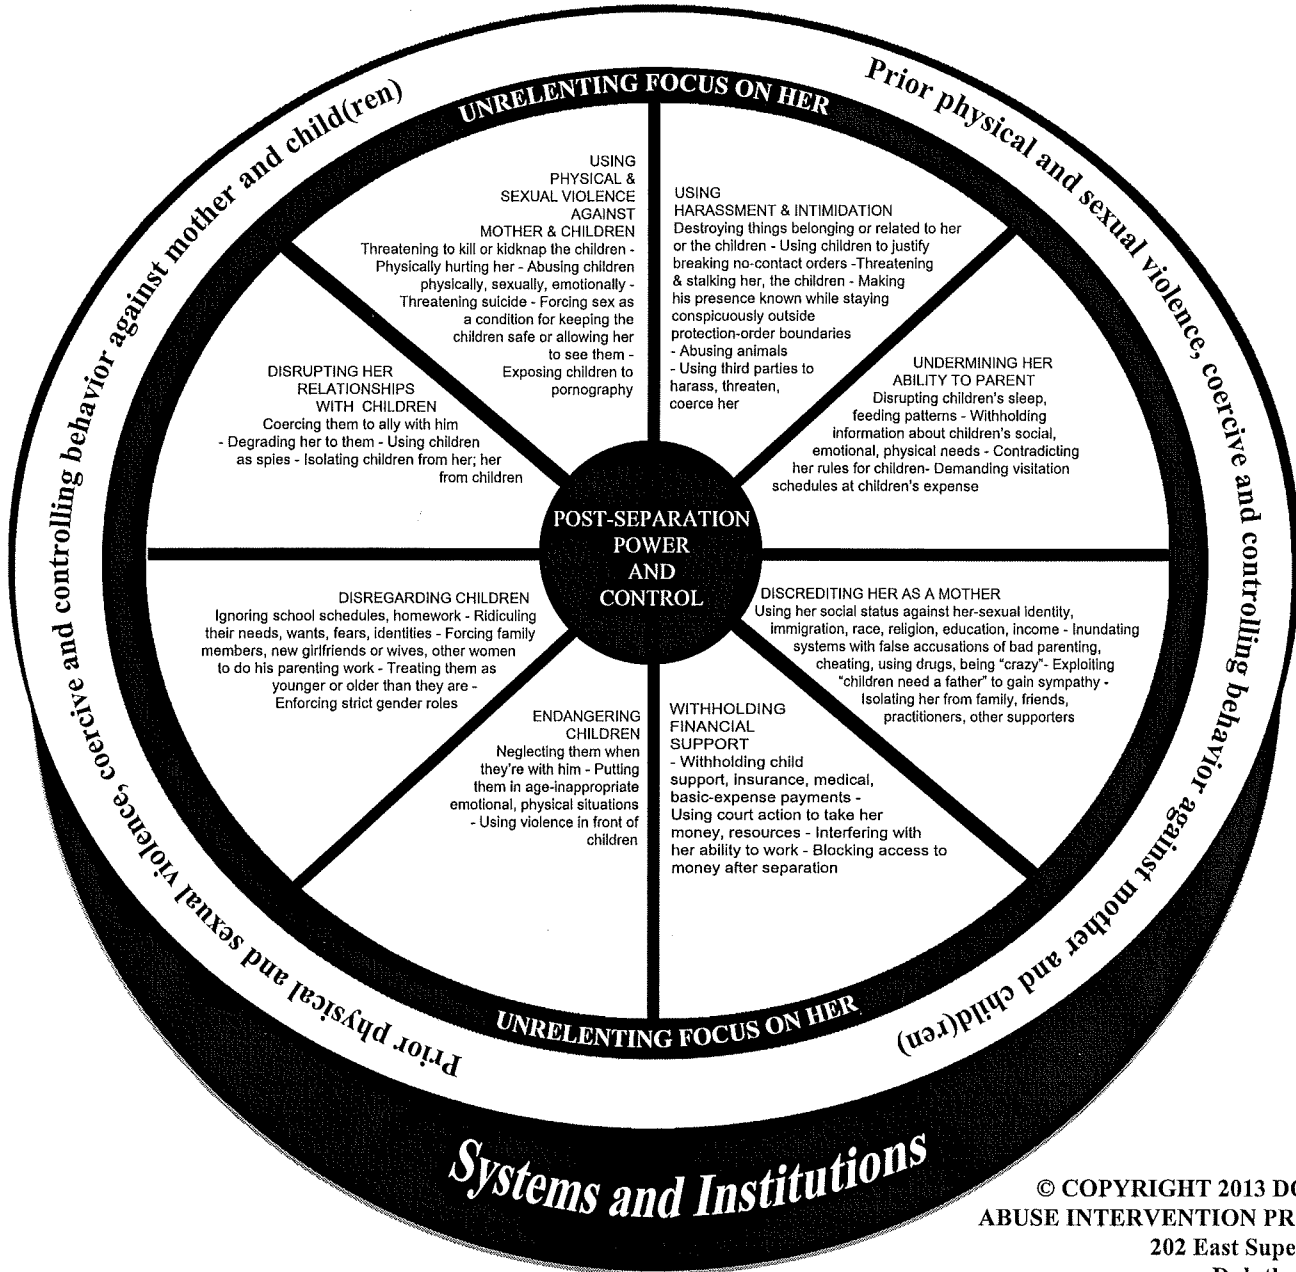 Prior physical and sexual violence, coercive and controlling behavior against mother and child(ren)
Prior physical and sexual violence, coercive and controlling behavior against mother and child(ren)
UNRELENTING FOCUS ON HER
USING
PHYSICAL &
SEXUAL VIOLENCE
AGAINST
MOTHER & CHILDREN
Threatening to kill or kidknap the children -
Physically hurting her - Abusing children
physically, sexually, emotionally -
Threatening suicide - Forcing sex as
a condition for keeping the
children safe or allowing her
to see them -
Exposing children to
pornography
USING
HARASSMENT & INTIMIDATION
Destroying things belonging or related to her
or the children - Using children to justify
breaking no-contact orders -Threatening
& stalking her, the children - Making
his presence known while staying
conspicuously outside
protection-order boundaries
- Abusing animals
- Using third parties to
harass, threaten,
coerce her
UNDERMINING HER
ABILITY TO PARENT
Disrupting children's sleep,
feeding patterns - Withholding
information about children's social,
emotional, physical needs - Contradicting
her rules for children- Demanding visitation
schedules at children's expense
DISCREDITING HER AS A MOTHER
Using her social status against her-sexual identity,
immigration, race, religion, education, income - Inundating
systems with false accusations of bad parenting,
cheating, using drugs, being "crazy"- Exploiting
"children need a father" to gain sympathy -
Isolating her from family, friends,
practitioners, other supporters
WITHHOLDING
FINANCIAL
SUPPORT
- Withholding child
support, insurance, medical,
basic-expense payments -
Using court action to take her
money, resources - Interfering with
her ability to work - Blocking access to
money after separation
ENDANGERING
CHILDREN
Neglecting them when
they're with him - Putting
them in age-inappropriate
emotional, physical situations
- Using violence in front of
children
DISREGARDING CHILDREN
Ignoring school schedules, homework - Ridiculing
their needs, wants, fears, identities - Forcing family
members, new girlfriends or wives, other women
to do his parenting work - Treating them as
younger or older than they are -
Enforcing strict gender roles
DISRUPTING HER
RELATIONSHIPS
WITH CHILDREN
Coercing them to ally with him
- Degrading her to them - Using children
as spies - Isolating children from her; her
from children
POST-SEPARATION
POWER
AND
CONTROL
UNRELENTING FOCUS ON HER
Systems and Institutions
© COPYRIGHT 2013 DO
ABUSE INTERVENTION PR
202 East Supe